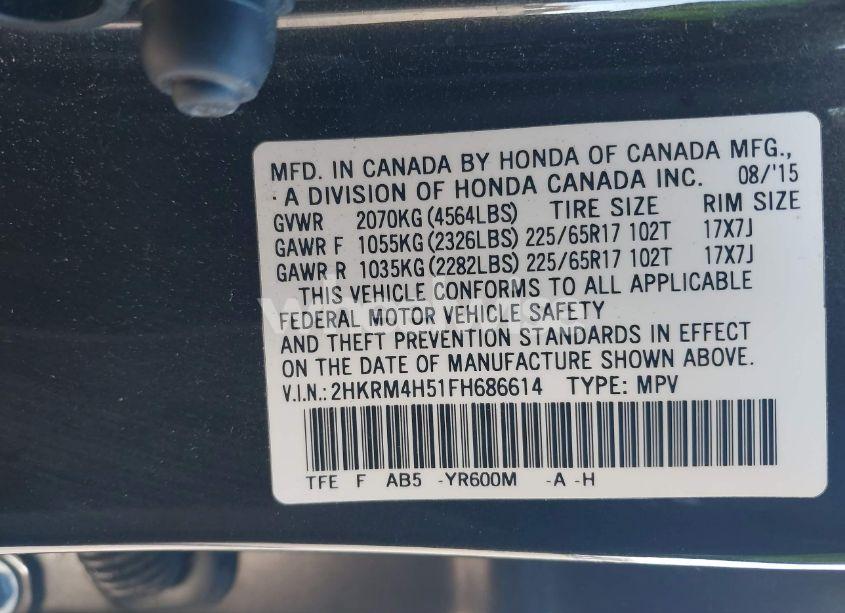 MFD. IN CANADA BY HONDA OF CANADA MFG.,
A DIVISION OF HONDA CANADA INC. 08/'15
GVWR 2070KG (4564LBS) TIRE SIZE RIM SIZE
GAWR F 1055KG (2326LBS) 225/65R17 102T 17X7J
GAWR R 1035KG (2282LBS) 225/65R17 102T 17X7J
THIS VEHICLE CONFORMS TO ALL APPLICABLE
FEDERAL MOTOR VEHICLE SAFETY
AND THEFT PREVENTION STANDARDS IN EFFECT
ON THE DATE OF MANUFACTURE SHOWN ABOVE.
V.I.N.: 2HKRM4H51FH686614 TYPE: MPV
TFE F AB5 -YR600M -A -H